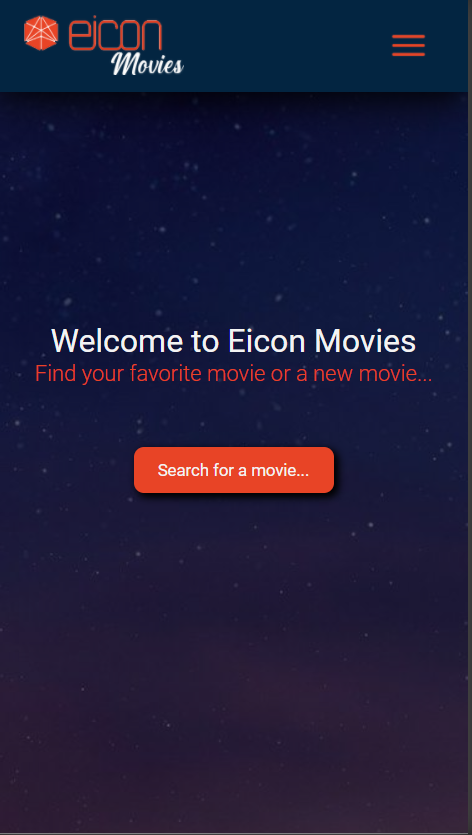 eicon
Movies
Welcome to Eicon Movies
Find your favorite movie or a new movie...
Search for a movie...